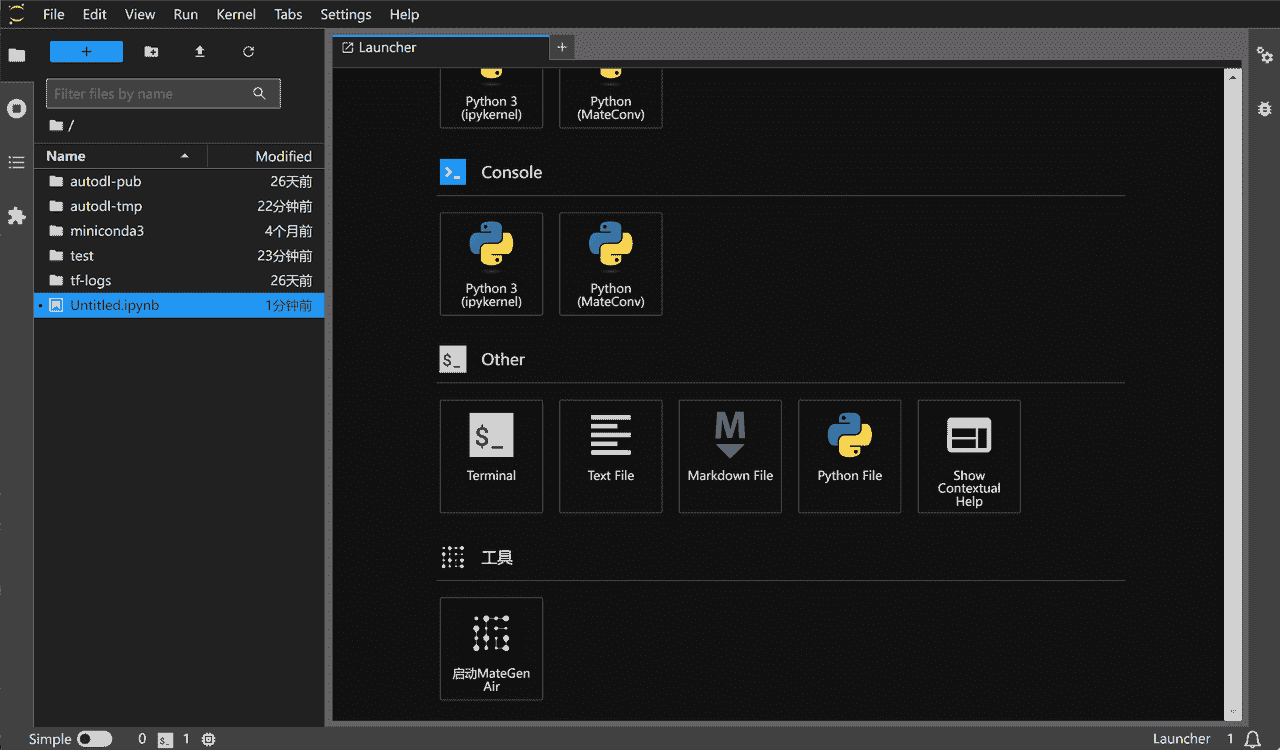 File Edit View Run Kernel Tabs Settings Help
+
Filter files by name
/
Name Modified
autodl-pub 26天前
autodl-tmp 22分钟前
miniconda3 4个月前
test 23分钟前
tf-logs 26天前
Untitled.ipynb 1分钟前
Launcher +
Python 3
(ipykernel)
Python
(MateConv)
Console
Python 3
(ipykernel)
Python
(MateConv)
$_ Other
$_
Terminal
Text File
M
Markdown File
Python File
Show
Contextual
Help
工具
启动MateGen
Air
Simple 0 $_ 1
Launcher 1